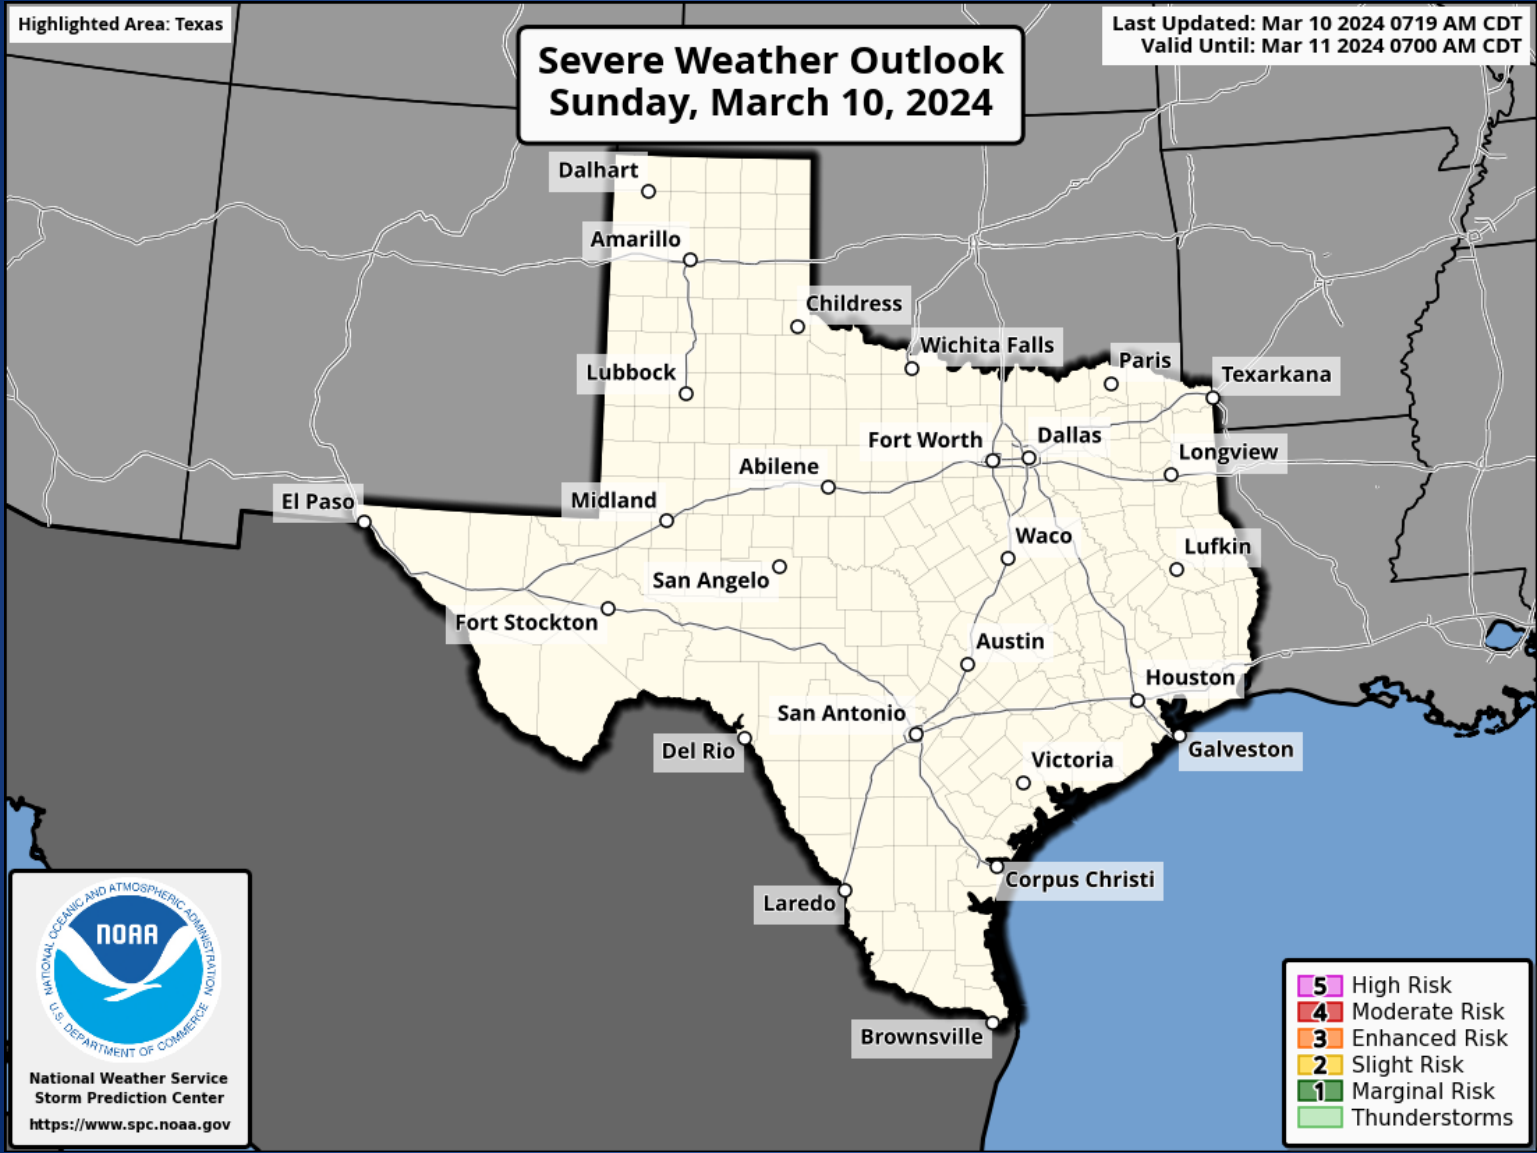 Highlighted Area: Texas
Severe Weather Outlook
Sunday, March 10, 2024
Last Updated: Mar 10 2024 0719 AM CDT
Valid Until: Mar 11 2024 0700 AM CDT
Dalhart
Amarillo
Childress
Wichita Falls
Paris
Texarkana
Lubbock
Fort Worth
Dallas
Longview
Abilene
El Paso
Midland
Waco
Lufkin
San Angelo
Fort Stockton
Austin
Houston
San Antonio
Del Rio
Galveston
Victoria
Corpus Christi
Laredo
Brownsville
NATIONAL OCEANIC AND ATMOSPHERIC ADMINISTRATION
NOAA
U.S. DEPARTMENT OF COMMERCE
National Weather Service
Storm Prediction Center
https://www.spc.noaa.gov
5 High Risk
4 Moderate Risk
3 Enhanced Risk
2 Slight Risk
1 Marginal Risk
Thunderstorms